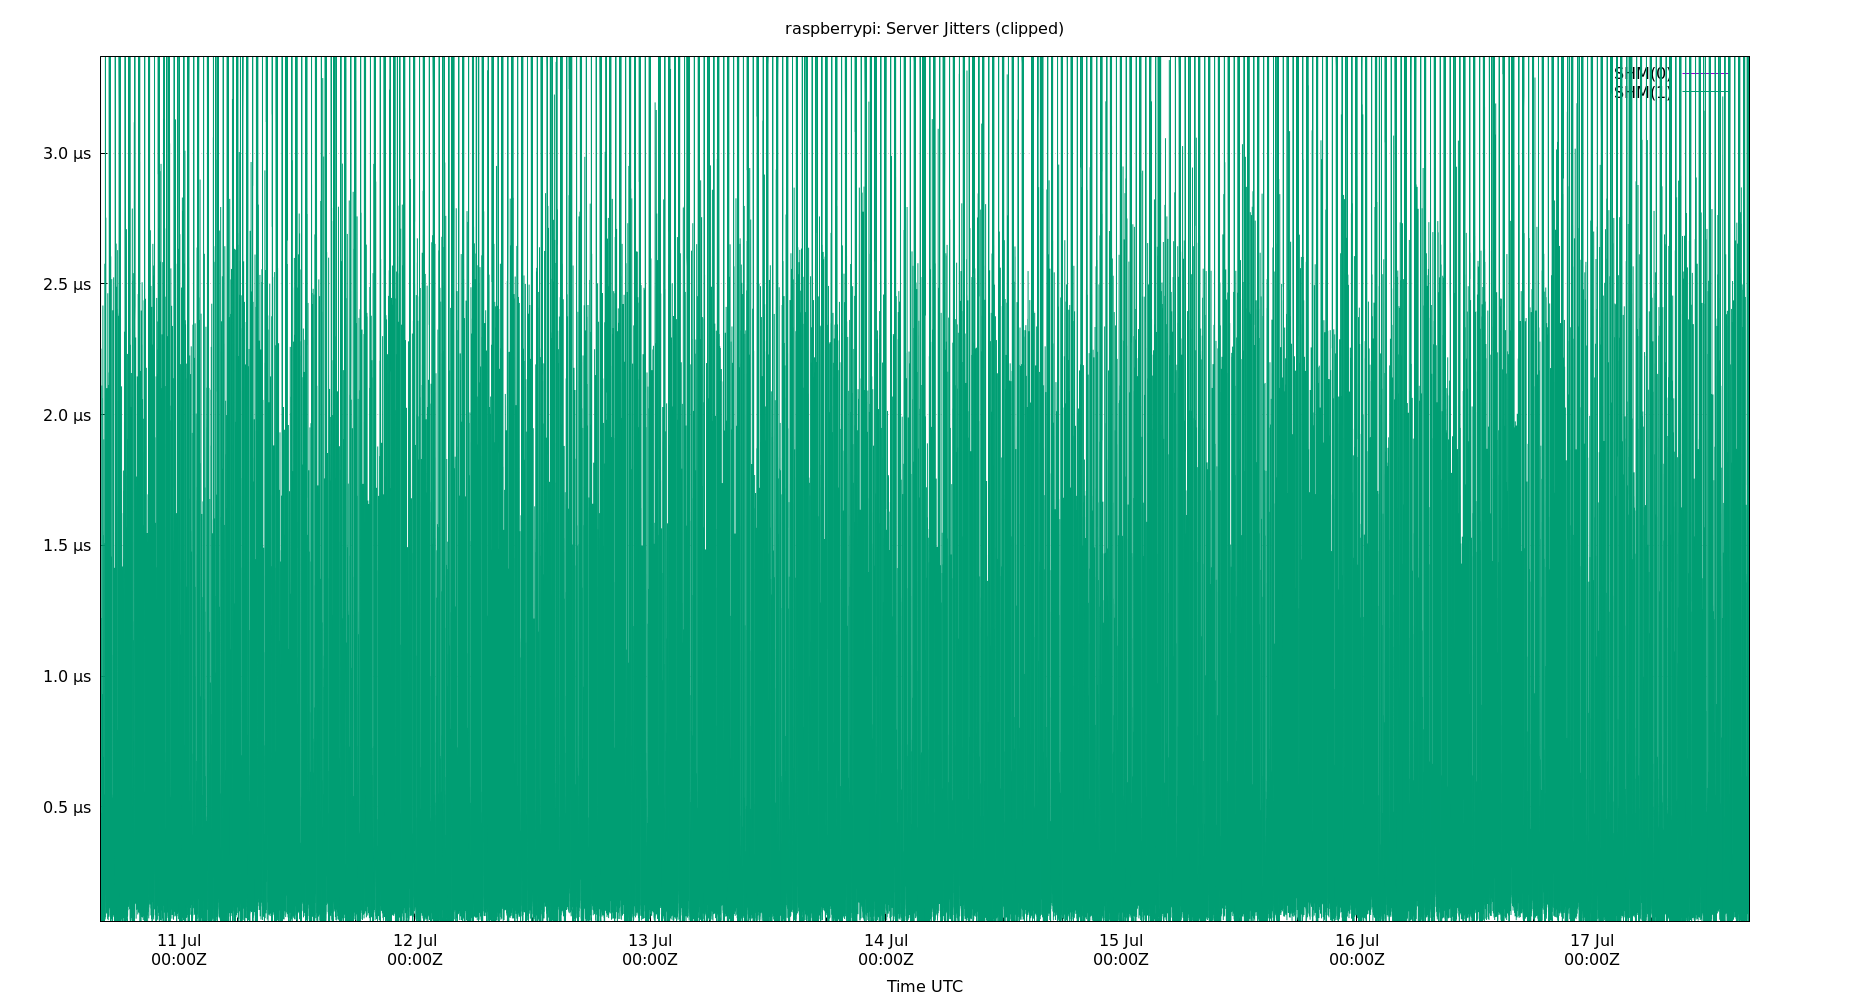 raspberrypi: Server Jitters (clipped)
SHM(0)
SHM(1)
3.0 µs
2.5 µs
2.0 µs
1.5 µs
1.0 µs
0.5 µs
11 Jul 12 Jul 13 Jul 14 Jul 15 Jul 16 Jul 17 Jul
00:00Z 00:00Z 00:00Z 00:00Z 00:00Z 00:00Z 00:00Z
Time UTC